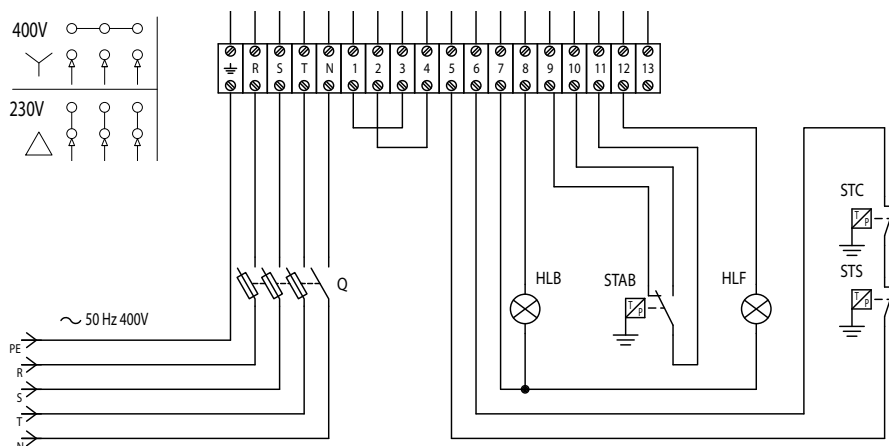 400V
230V
R S T N 1 2 3 4 5 6 7 8 9 10 11 12 13
STC
T P
STS
T P
HLB
STAB
T P
HLF
Q
50 Hz 400V
PE
R
S
T
N